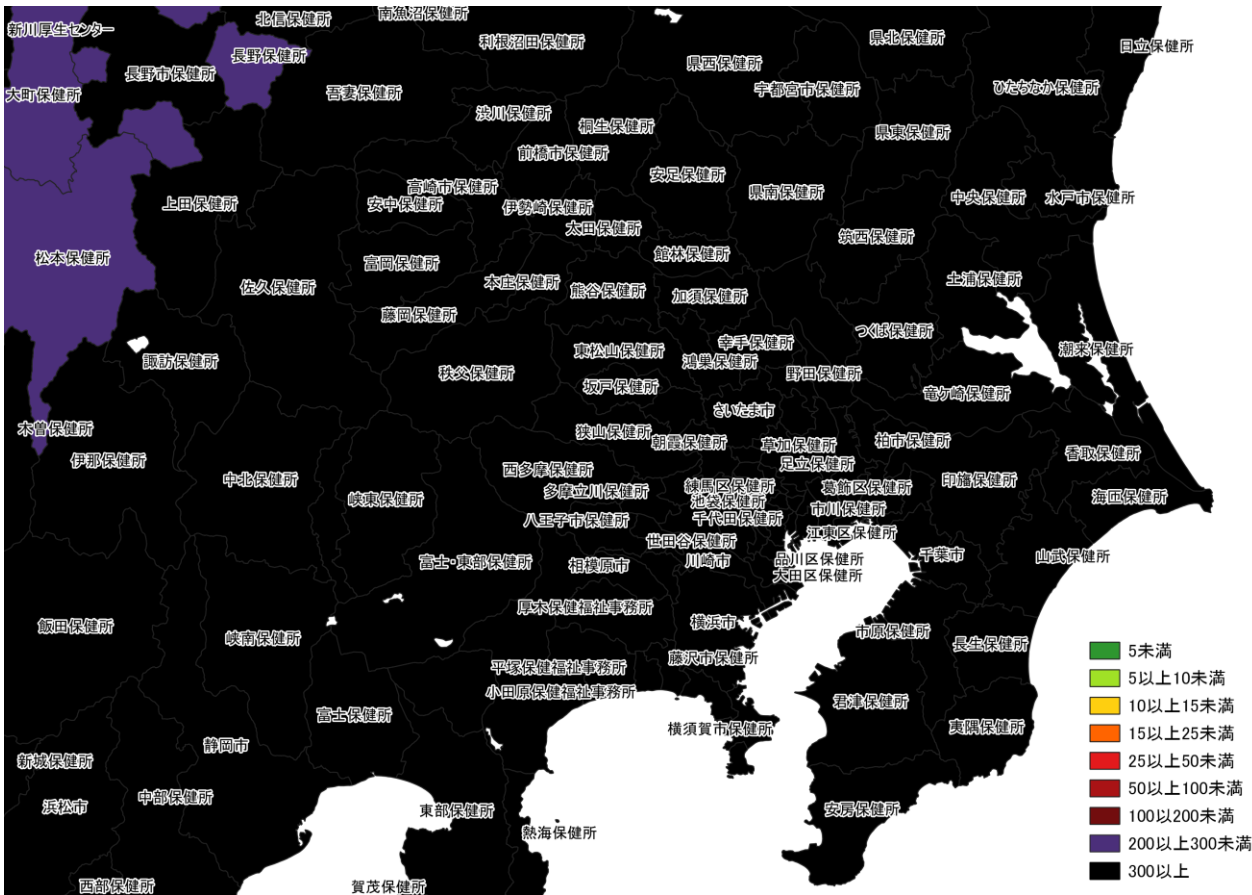 南魚沼保健所
北信保健所
新川厚生センター
利根沼田保健所
県北保健所
日立保健所
長野保健所
県西保健所
長野市保健所
大町保健所
吾妻保健所
宇都宮市保健所
ひたちなか保健所
渋川保健所
桐生保健所
県東保健所
前橋市保健所
安足保健所
高崎市保健所
県南保健所
上田保健所
安中保健所
伊勢崎保健所
中央保健所
水戸市保健所
太田保健所
筑西保健所
松本保健所
富岡保健所
館林保健所
佐久保健所
本庄保健所
熊谷保健所
加須保健所
土浦保健所
藤岡保健所
つくば保健所
諏訪保健所
東松山保健所
幸手保健所
鴻巣保健所
潮来保健所
秩父保健所
坂戸保健所
野田保健所
竜ケ崎保健所
さいたま市
木曽保健所
狭山保健所
朝霞保健所
草加保健所
柏市保健所
伊那保健所
香取保健所
中北保健所
西多摩保健所
足立保健所
印旛保健所
峡東保健所
多摩立川保健所
練馬区保健所
葛飾区保健所
海匝保健所
池袋保健所
市川保健所
八王子市保健所
千代田保健所
江東区保健所
世田谷保健所
富士・東部保健所
相模原市
川崎市
品川区保健所
千葉市
山武保健所
大田区保健所
厚木保健福祉事務所
飯田保健所
峡南保健所
横浜市
市原保健所
長生保健所
平塚保健福祉事務所
藤沢市保健所
小田原保健福祉事務所
君津保健所
富士保健所
横須賀市保健所
夷隅保健所
静岡市
新城保健所
浜松市
中部保健所
東部保健所
熱海保健所
安房保健所
西部保健所
賀茂保健所
5未満
5以上10未満
10以上15未満
15以上25未満
25以上50未満
50以上100未満
100以200未満
200以上300未満
300以上